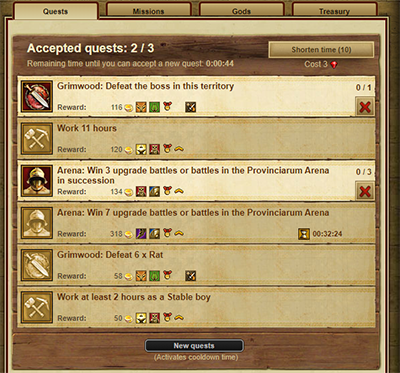 Quests Missions Gods Treasury
Accepted quests: 2 / 3
Shorten time (10)
Remaining time until you can accept a new quest: 0:00:44
Cost 3
Grimwood: Defeat the boss in this territory
0 / 1
Reward: 116
Work 11 hours
Reward: 120
Arena: Win 3 upgrade battles or battles in the Provinciarum Arena
in succession
0 / 3
Reward: 134
Arena: Win 7 upgrade battles or battles in the Provinciarum Arena
Reward: 318 00:32:24
Grimwood: Defeat 6 x Rat
Reward: 58
Work at least 2 hours as a Stable boy
Reward: 50
New quests
(Activates cooldown time)